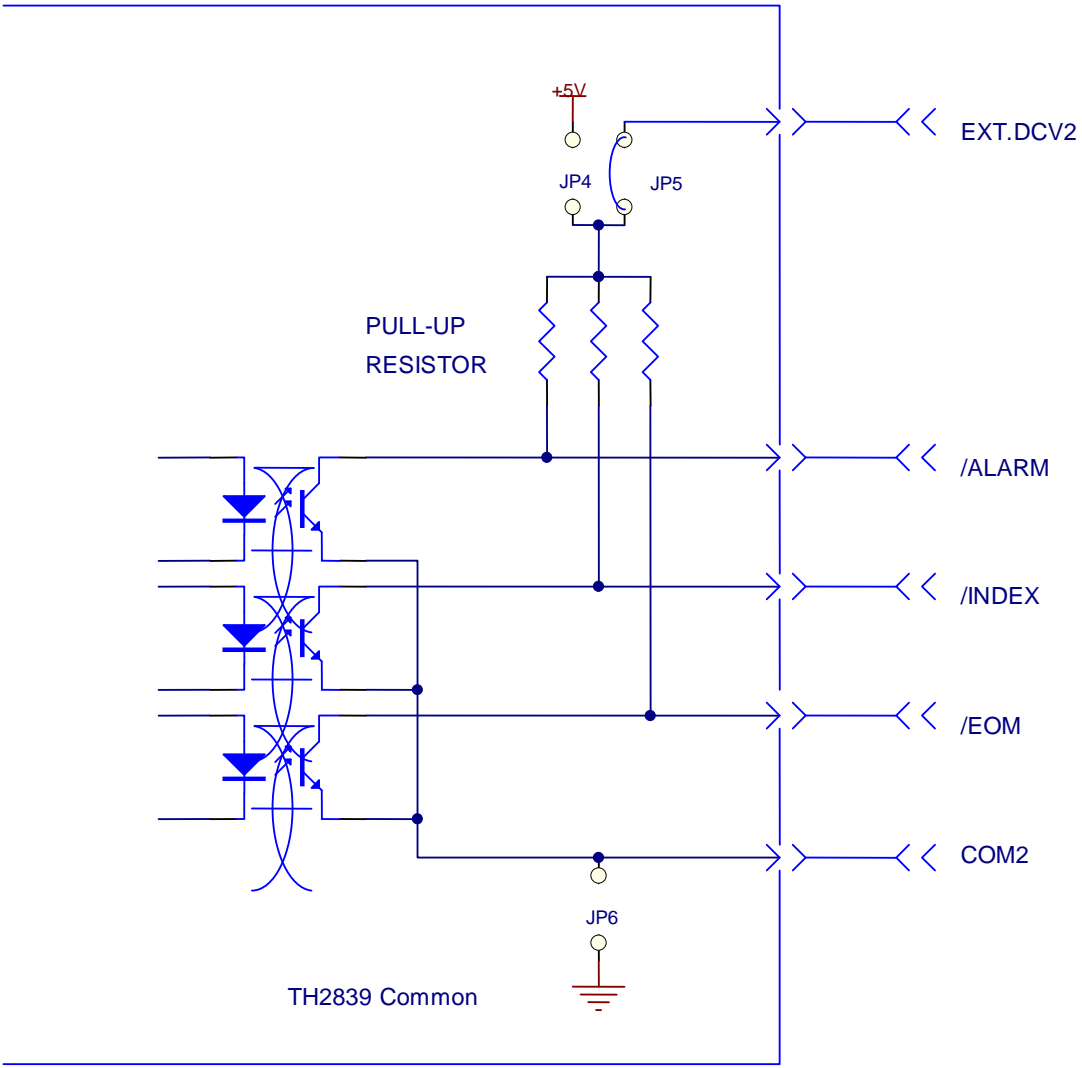 +5V
EXT.DCV2
JP4
JP5
PULL-UP
RESISTOR
/ALARM
/INDEX
/EOM
COM2
JP6
TH2839 Common